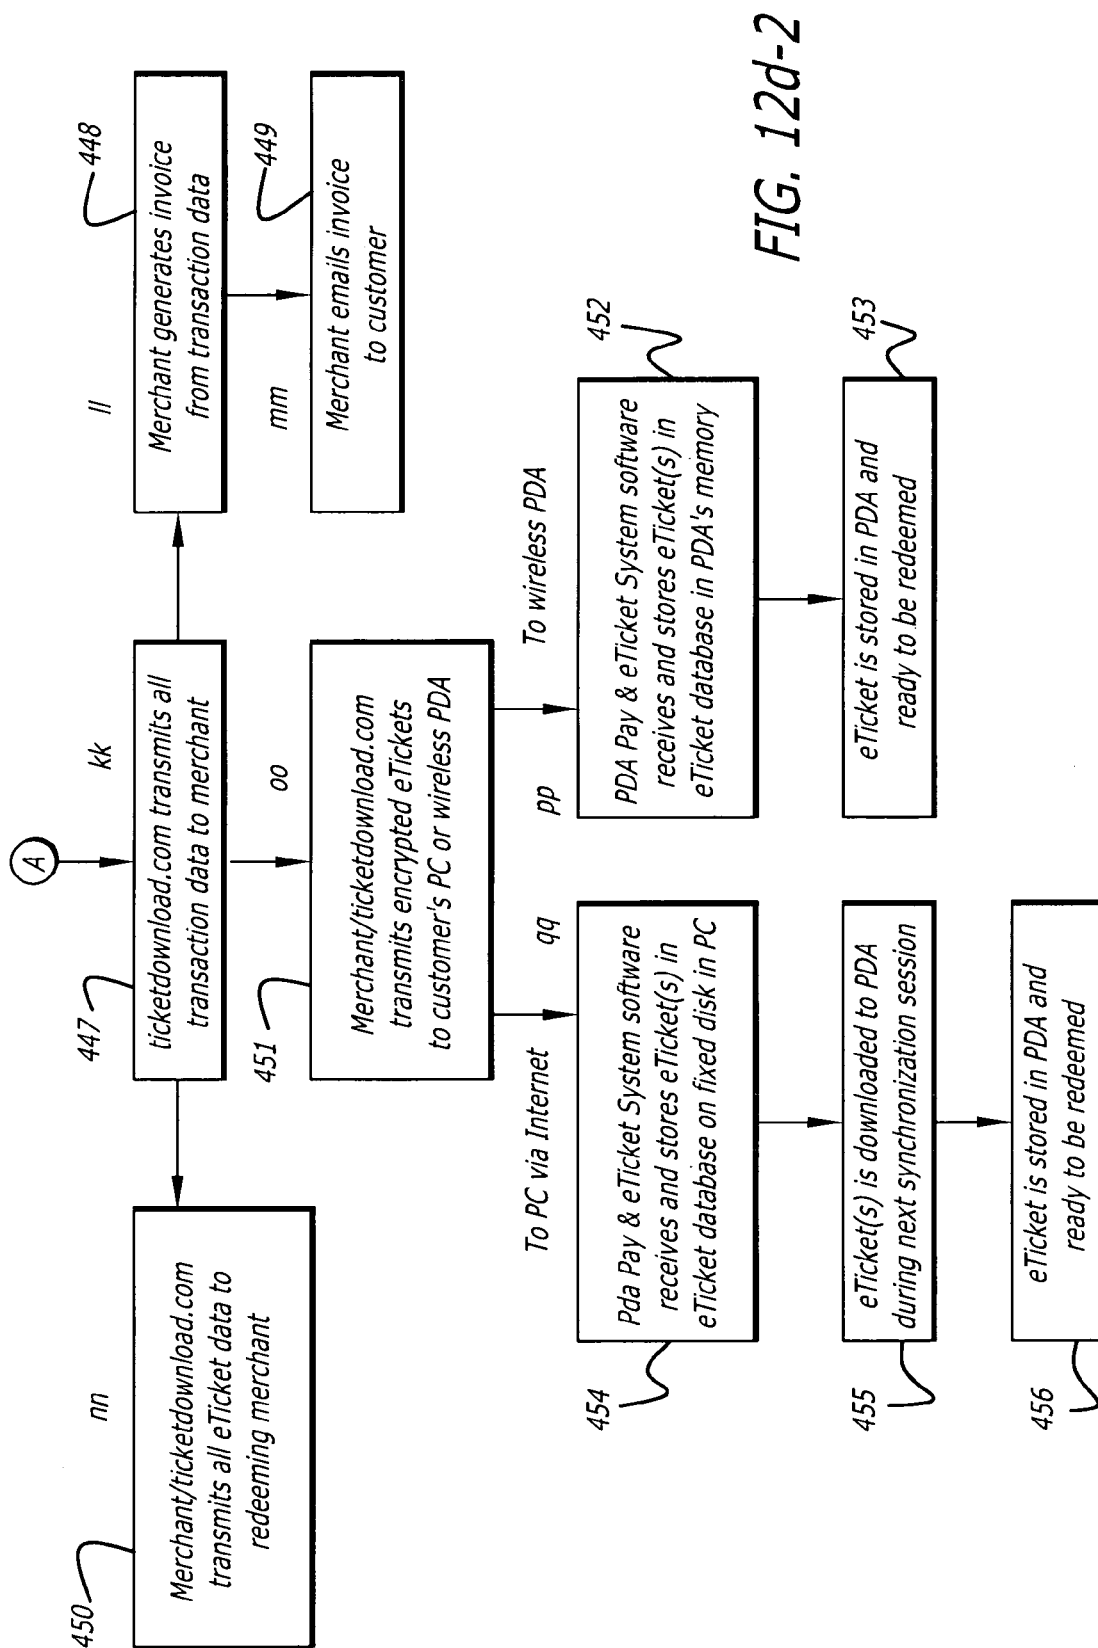 A
kk
447
ticketdownload.com transmits all
transaction data to merchant
ll
448
Merchant generates invoice
from transaction data
mm
449
Merchant emails invoice
to customer
nn
450
Merchant/ticketdownload.com
transmits all eTicket data to
redeeming merchant
oo
451
Merchant/ticketdownload.com
transmits encrypted eTickets
to customer's PC or wireless PDA
To PC via Internet
qq
454
Pda Pay & eTicket System software
receives and stores eTicket(s) in
eTicket database on fixed disk in PC
455
eTicket(s) is downloaded to PDA
during next synchronization session
456
eTicket is stored in PDA and
ready to be redeemed
pp
To wireless PDA
452
PDA Pay & eTicket System software
receives and stores eTicket(s) in
eTicket database in PDA's memory
453
eTicket is stored in PDA and
ready to be redeemed
FIG. 12d-2